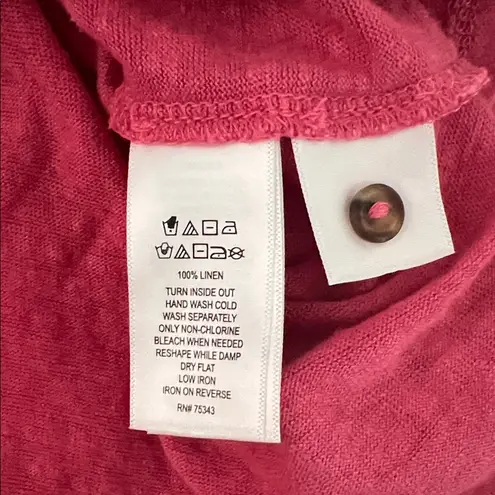 100% LINEN
TURN INSIDE OUT
HAND WASH COLD
WASH SEPARATELY
ONLY NON-CHLORINE
BLEACH WHEN NEEDED
RESHAPE WHILE DAMP
DRY FLAT
LOW IRON
IRON ON REVERSE
RN# 75343